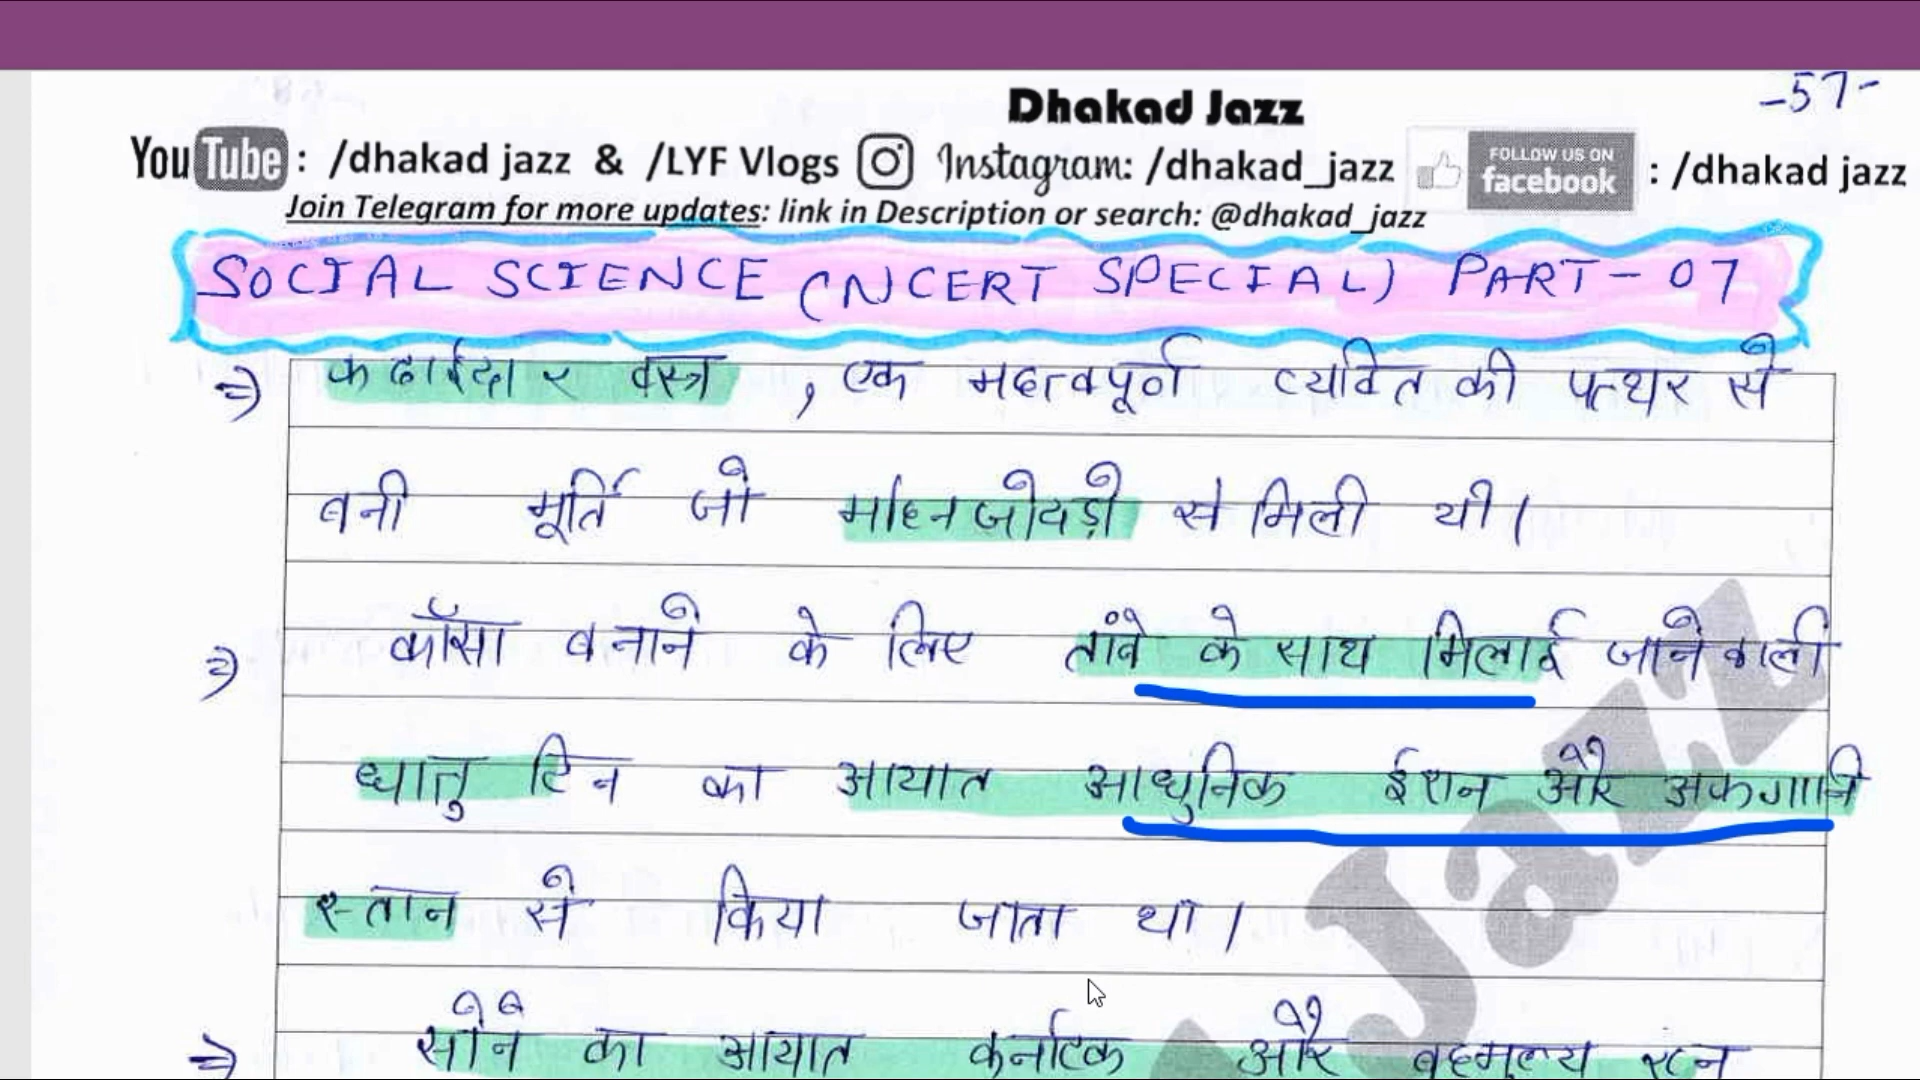 -57-
Dhakad Jazz
YouTube : /dhakad jazz & /LYF Vlogs Instagram: /dhakad_jazz FOLLOW US ON facebook : /dhakad jazz
Join Telegram for more updates: link in Description or search: @dhakad_jazz
SOCIAL SCIENCE (NCERT SPECIAL) PART - 07
=> कढाईदार वस्त्र , एक महत्वपूर्ण व्यक्ति की पत्थर से
बनी मूर्ति जो मोहनजोदड़ो से मिली थी।
=> काँसा बनाने के लिए तांबे के साथ मिलाई जाने वाली
धातु टिन का आयात आधुनिक ईरान और अफगानि
स्तान से किया जाता था।
=> सोने का आयात कर्नाटक और बहुमूल्य रत्न
Jazz